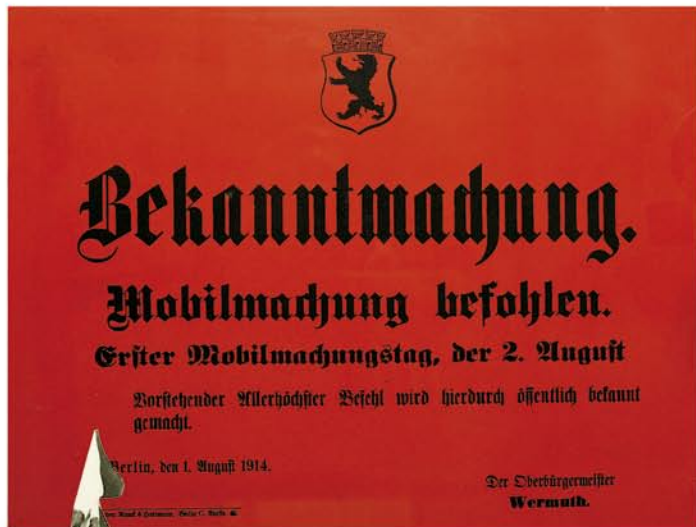 Bekanntmachung.
Mobilmachung befohlen.
Erster Mobilmachungstag, der 2. August
Vorstehender Allerhöchster Befehl wird hierdurch öffentlich bekannt
gemacht.
Berlin, den 1. August 1914.
Der Oberbürgermeister
Wermuth.
Berlin C.